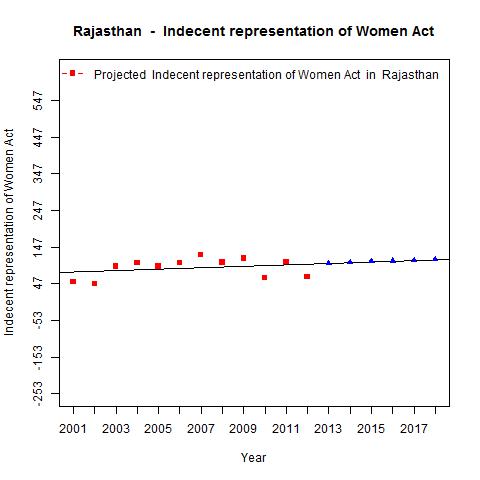 Rajasthan - Indecent representation of Women Act
Projected Indecent representation of Women Act in Rajasthan
Indecent representation of Women Act
547
447
347
247
147
47
-53
-153
-253
2001 2003 2005 2007 2009 2011 2013 2015 2017
Year